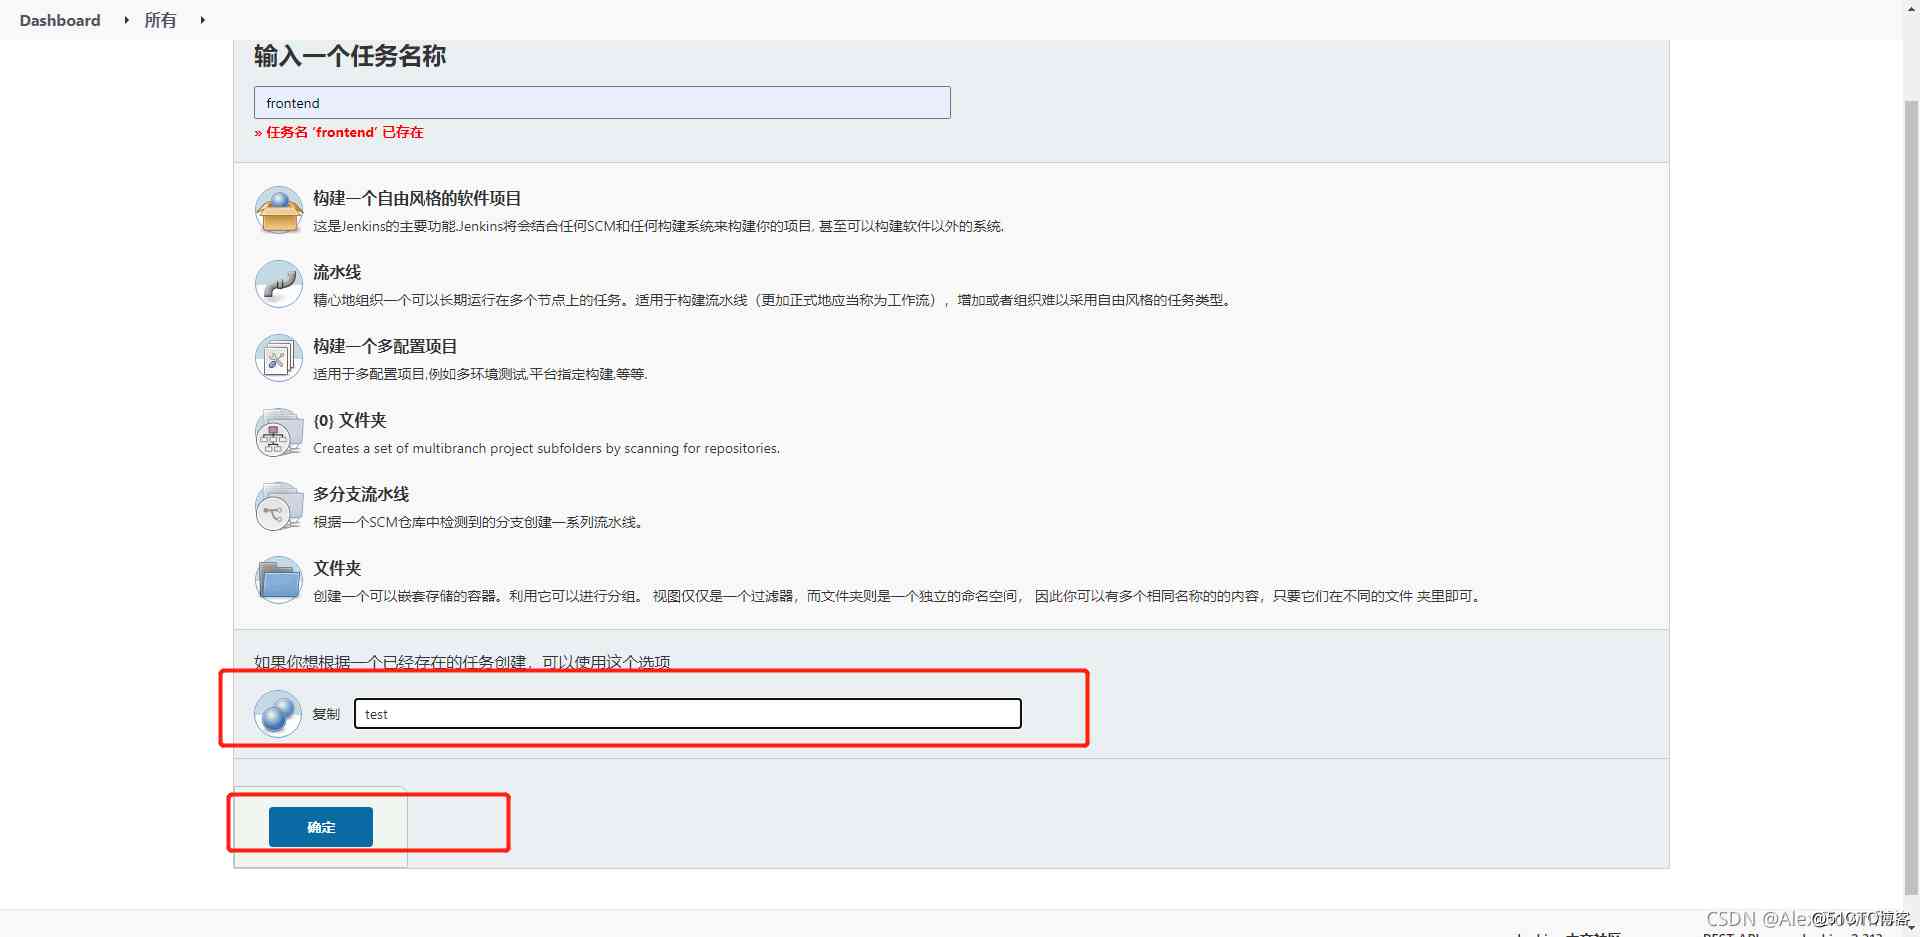 Dashboard
所有
输入一个任务名称
frontend
» 任务名 ‘frontend’ 已存在
构建一个自由风格的软件项目
这是Jenkins的主要功能.Jenkins将会结合任何SCM和任何构建系统来构建你的项目, 甚至可以构建软件以外的系统.
流水线
精心地组织一个可以长期运行在多个节点上的任务。适用于构建流水线（更加正式地应当称为工作流），增加或者组织难以采用自由风格的任务类型。
构建一个多配置项目
适用于多配置项目,例如多环境测试,平台指定构建,等等.
{0} 文件夹
Creates a set of multibranch project subfolders by scanning for repositories.
多分支流水线
根据一个SCM仓库中检测到的分支创建一系列流水线。
文件夹
创建一个可以嵌套存储的容器。利用它可以进行分组。 视图仅仅是一个过滤器，而文件夹则是一个独立的命名空间， 因此你可以有多个相同名称的的内容，只要它们在不同的文件 夹里即可。
如果你想根据一个已经存在的任务创建，可以使用这个选项
复制
test
确定
CSDN @Alex
@51CTO博客